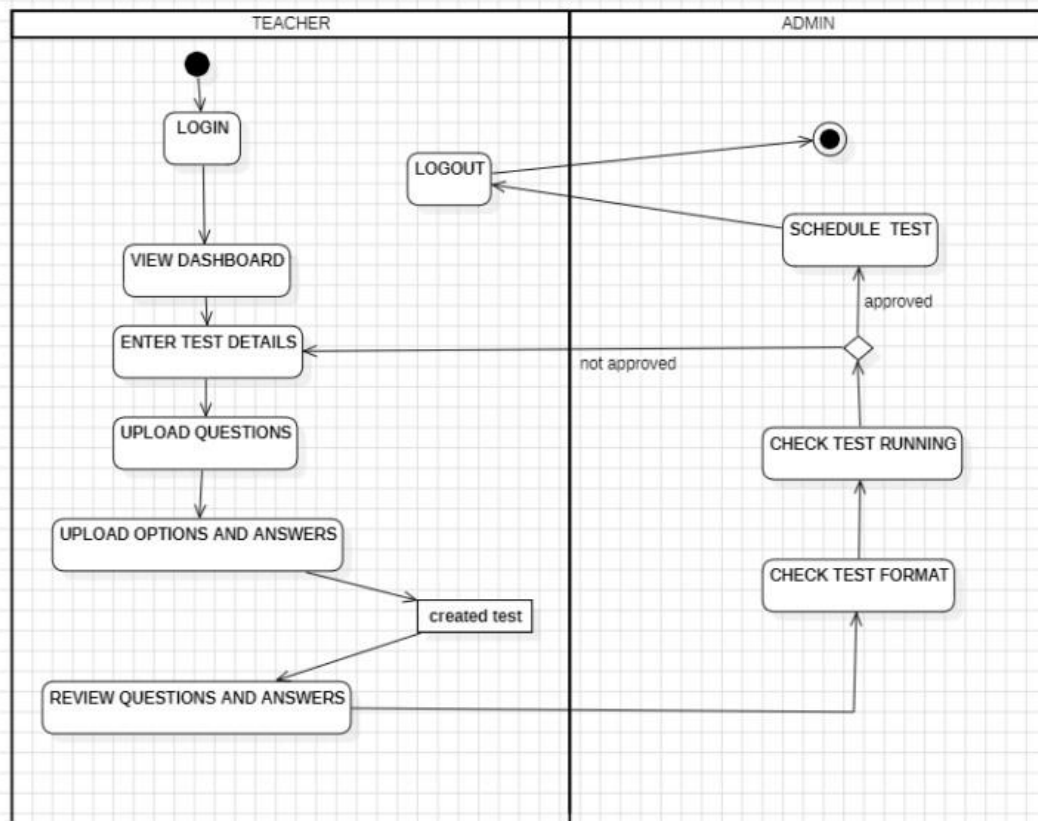 TEACHER
ADMIN
LOGIN
LOGOUT
SCHEDULE TEST
VIEW DASHBOARD
approved
ENTER TEST DETAILS
not approved
UPLOAD QUESTIONS
CHECK TEST RUNNING
UPLOAD OPTIONS AND ANSWERS
CHECK TEST FORMAT
created test
REVIEW QUESTIONS AND ANSWERS